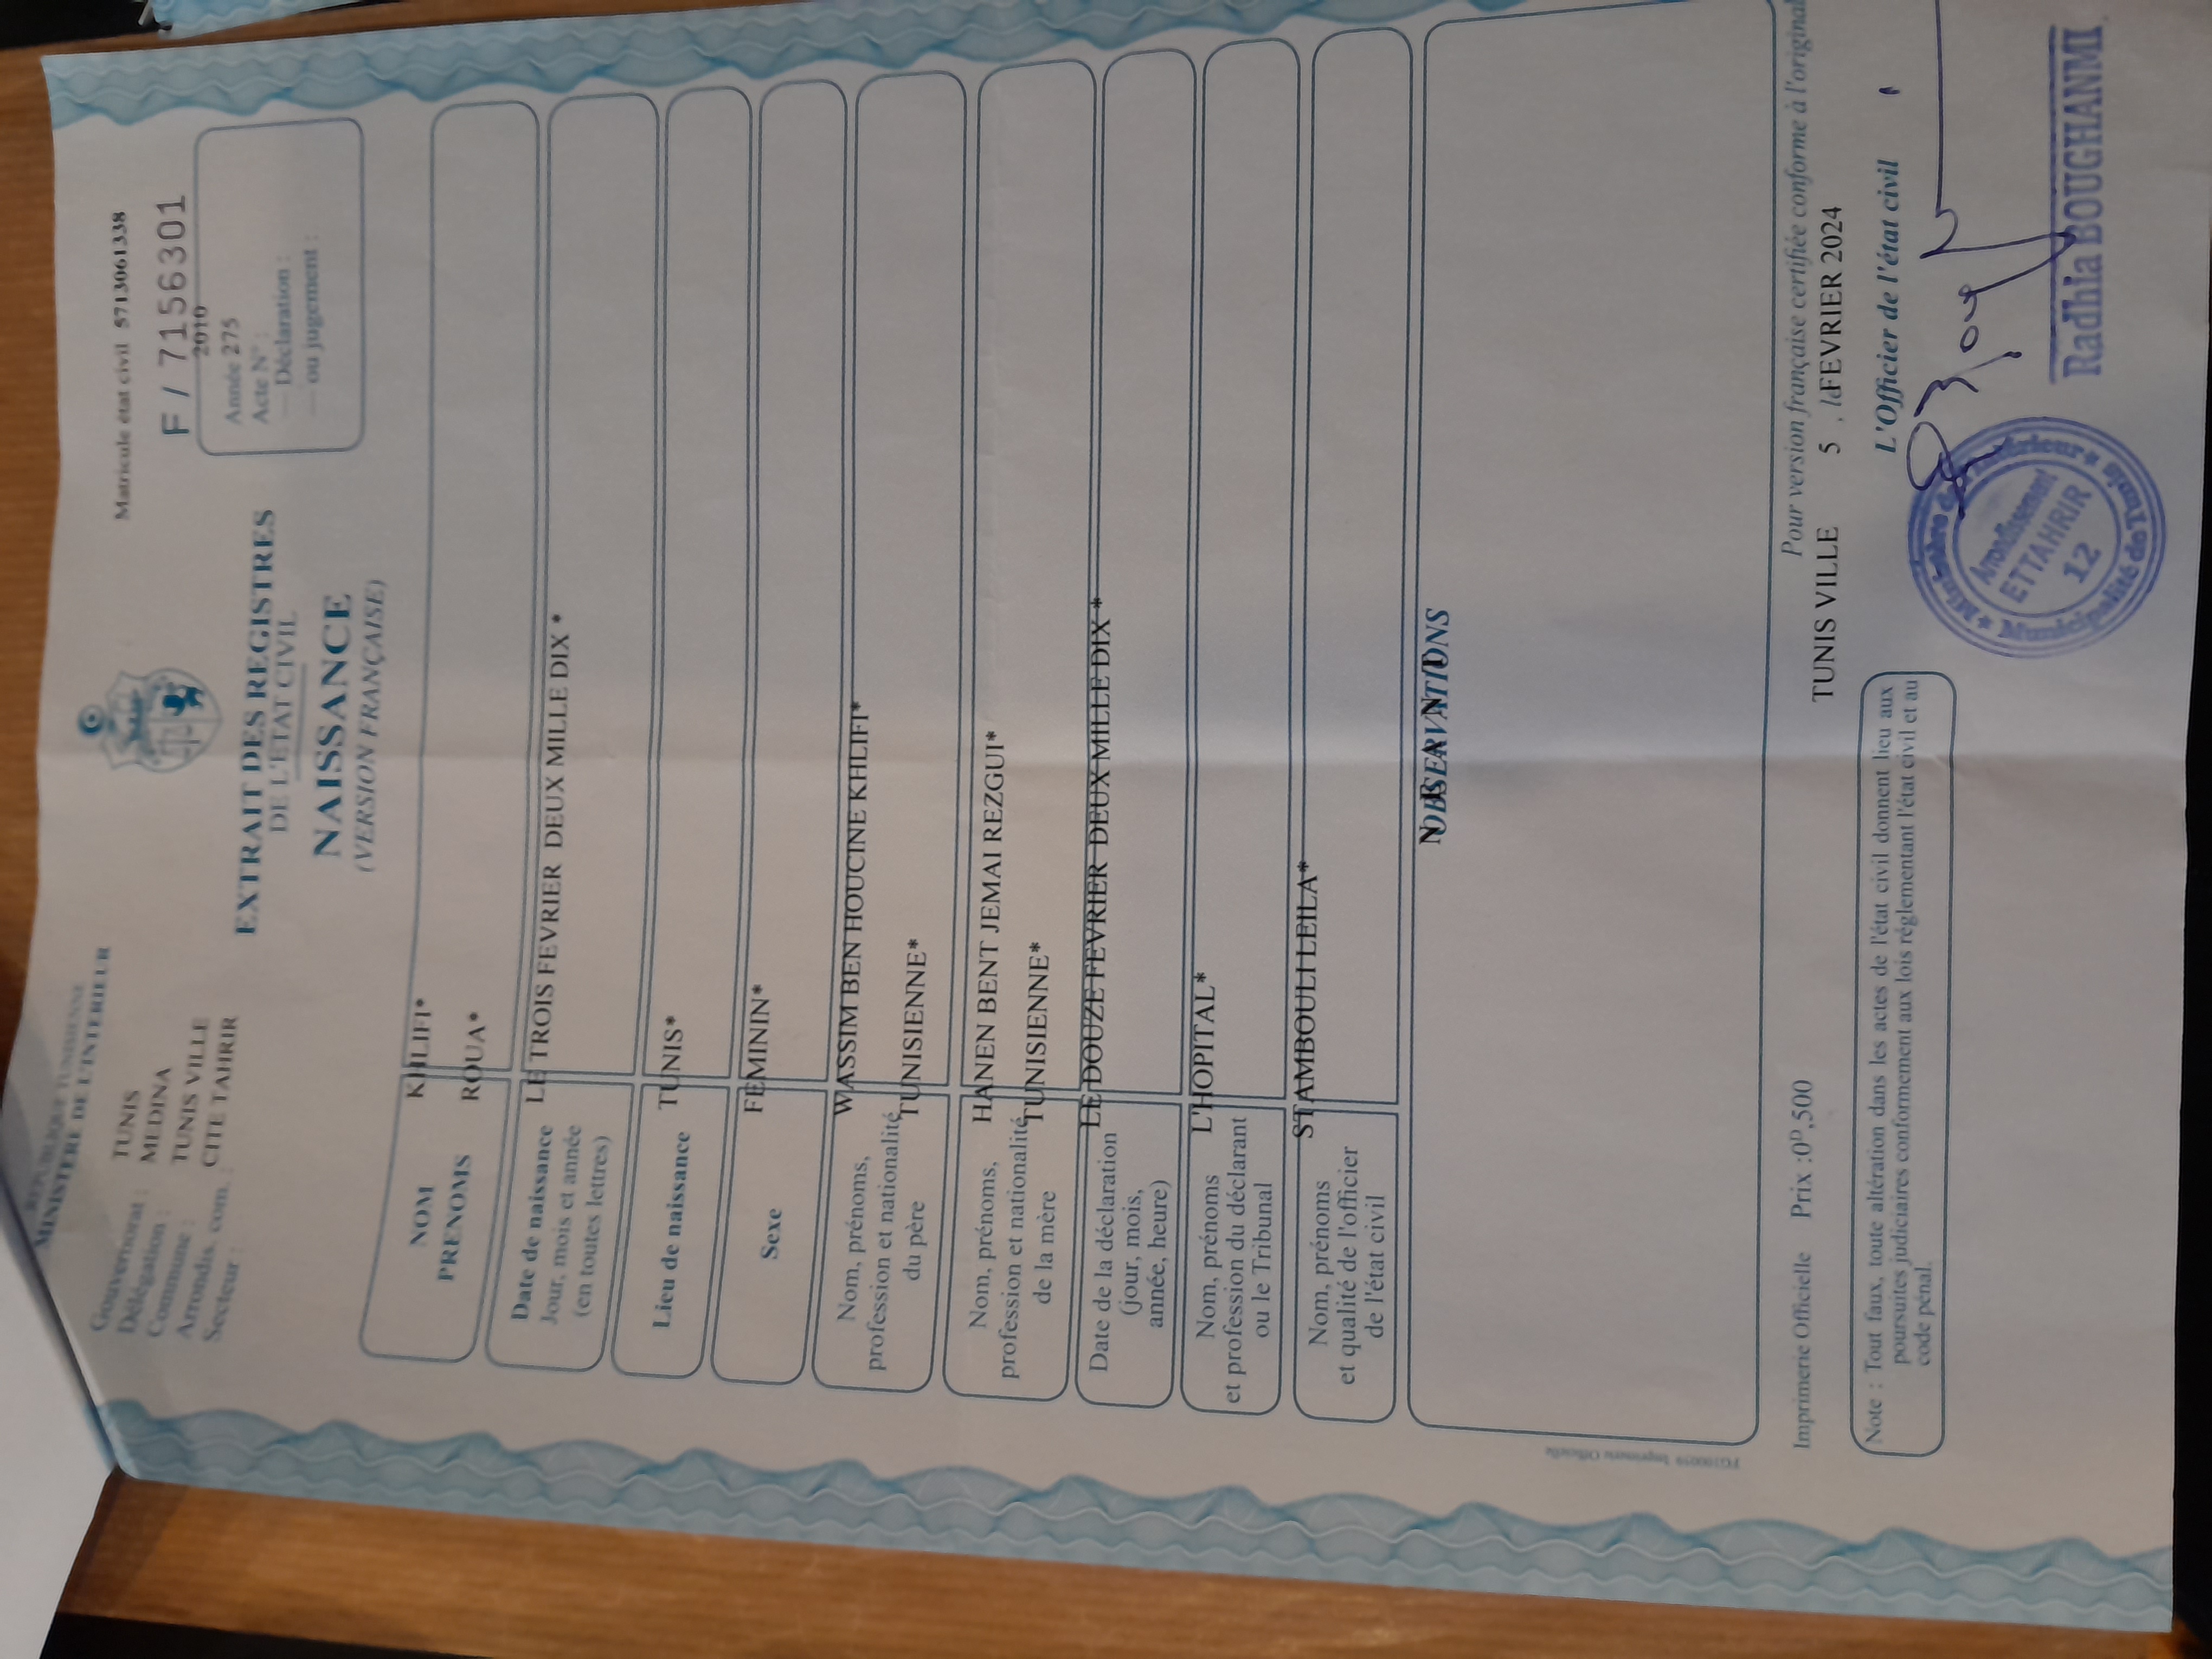 REPUBLIQUE TUNISIENNE
MINISTERE DE L'INTERIEUR
Gouvernorat : TUNIS
Délégation : MEDINA
Commune : TUNIS VILLE
Arrondis. com. : CITE TAHRIR
Secteur :
Matricule état civil 5713061338
F / 7156301
2010
Année 275
Acte N° :
— Déclaration :
— ou jugement :
EXTRAIT DES REGISTRES
DE L'ETAT CIVIL
NAISSANCE
(VERSION FRANÇAISE)
NOM KHLIFI*
PRENOMS ROUA*
Date de naissance LE TROIS FEVRIER DEUX MILLE DIX *
Jour, mois et année
(en toutes lettres)
Lieu de naissance TUNIS*
Sexe FEMININ*
Nom, prénoms, WASSIM BEN HOUCINE KHLIFI*
profession et nationalité TUNISIENNE*
du père
Nom, prénoms, HANEN BENT JEMAI REZGUI*
profession et nationalité TUNISIENNE*
de la mère
Date de la déclaration LE DOUZE FEVRIER DEUX MILLE DIX *
(jour, mois,
année, heure)
Nom, prénoms L'HOPITAL*
et profession du déclarant
ou le Tribunal
Nom, prénoms STAMBOULI LEILA*
et qualité de l'officier
de l'état civil
OBSERVATIONS
FG100019 Imprimerie Officielle
Pour version française certifiée conforme à l'original
Imprimerie Officielle Prix :0ᴰ,500
TUNIS VILLE 5 , le FEVRIER 2024
L'Officier de l'état civil
Note : Tout faux, toute altération dans les actes de l'état civil donnent lieu aux
poursuites judiciaires conformement aux lois réglementant l'état civil et au
code pénal.
Ministère de l'Intérieur
Municipalité de Tunis
Arrondissement
ETTAHRIR
12
Radhia BOUGHANMI